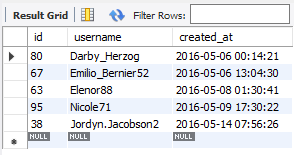 Result Grid Filter Rows:
id username created_at
80 Darby_Herzog 2016-05-06 00:14:21
67 Emilio_Bernier52 2016-05-06 13:04:30
63 Elenor88 2016-05-08 01:30:41
95 Nicole71 2016-05-09 17:30:22
38 Jordyn.Jacobson2 2016-05-14 07:56:26
NULL NULL NULL